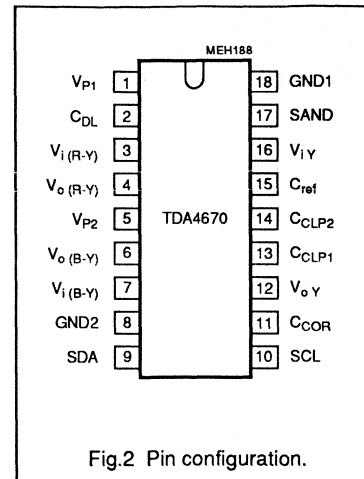 MEH188
VP1 1 18 GND1
CDL 2 17 SAND
Vi (R-Y) 3 16 Vi Y
Vo (R-Y) 4 15 Cref
VP2 5 TDA4670 14 CCLP2
Vo (B-Y) 6 13 CCLP1
Vi (B-Y) 7 12 Vo Y
GND2 8 11 CCOR
SDA 9 10 SCL
Fig.2 Pin configuration.